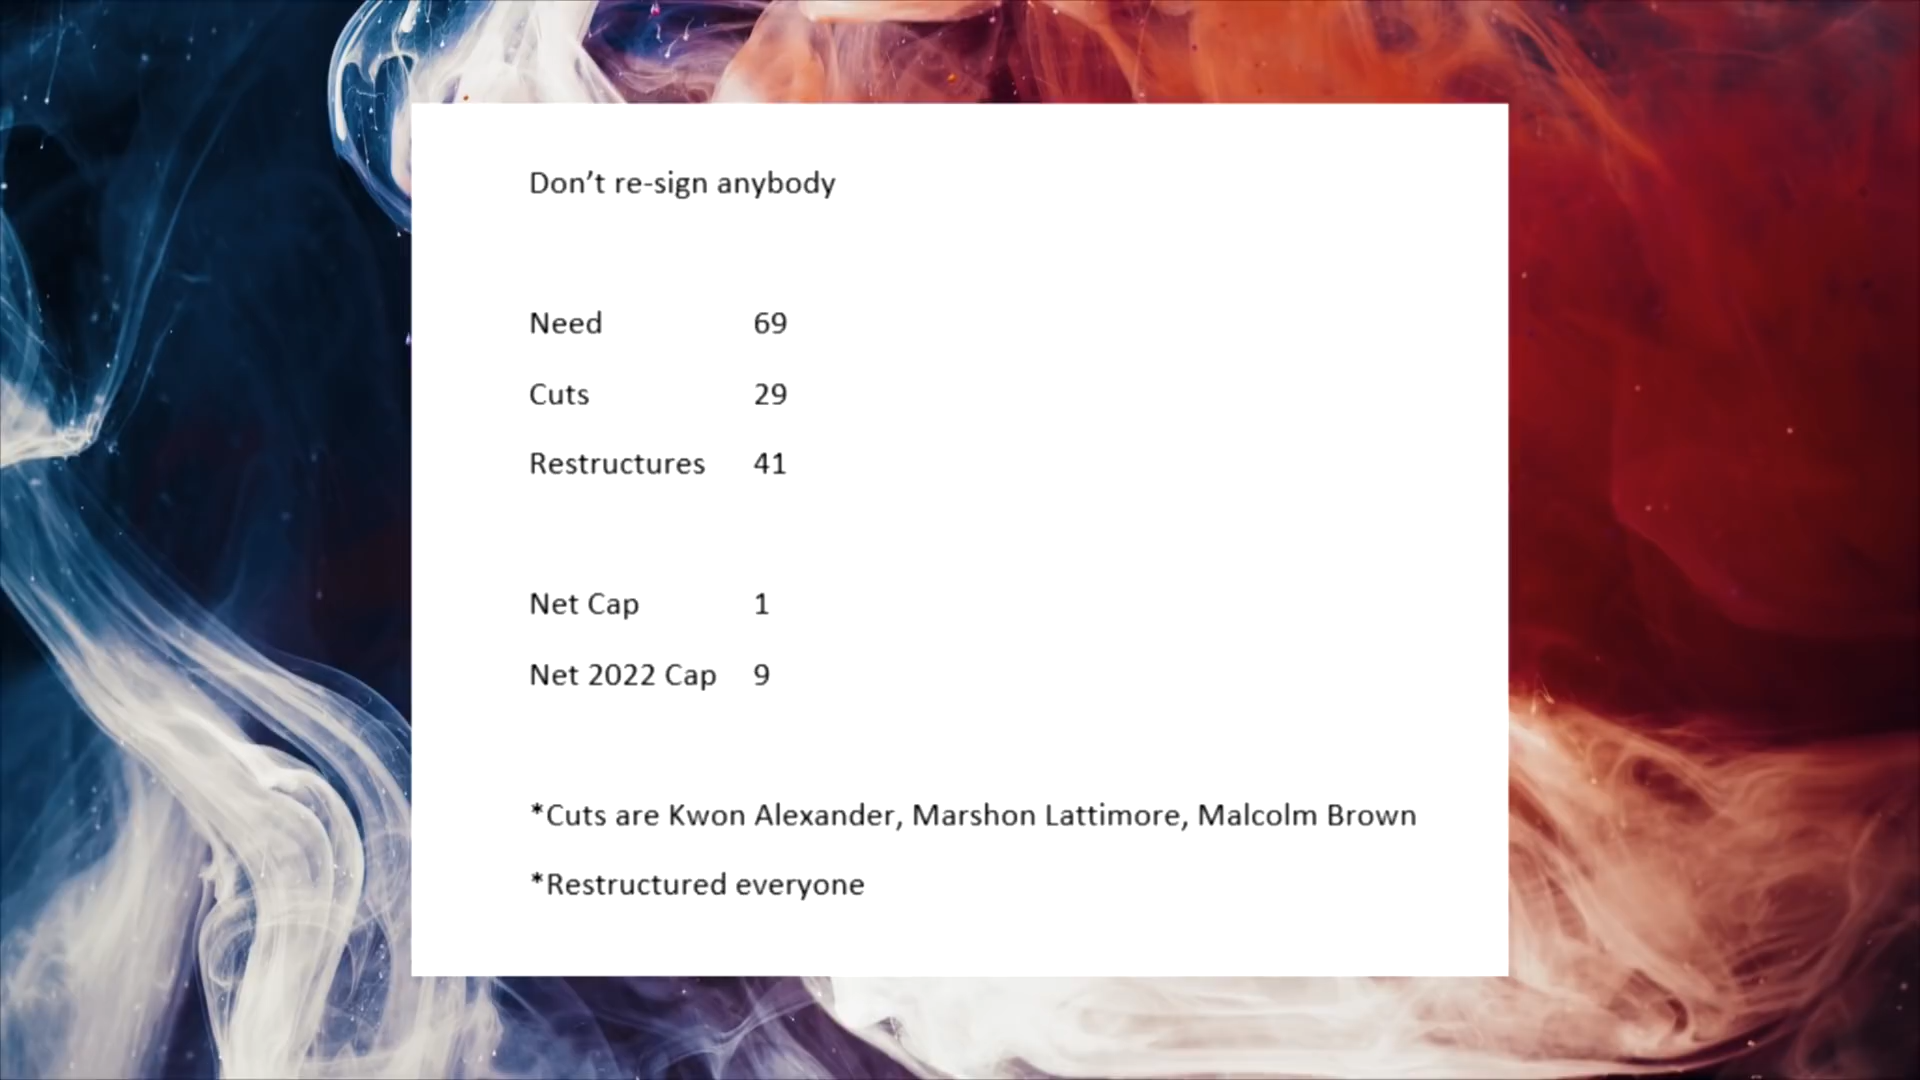 Don’t re-sign anybody
Need 69
Cuts 29
Restructures 41
Net Cap 1
Net 2022 Cap 9
*Cuts are Kwon Alexander, Marshon Lattimore, Malcolm Brown
*Restructured everyone